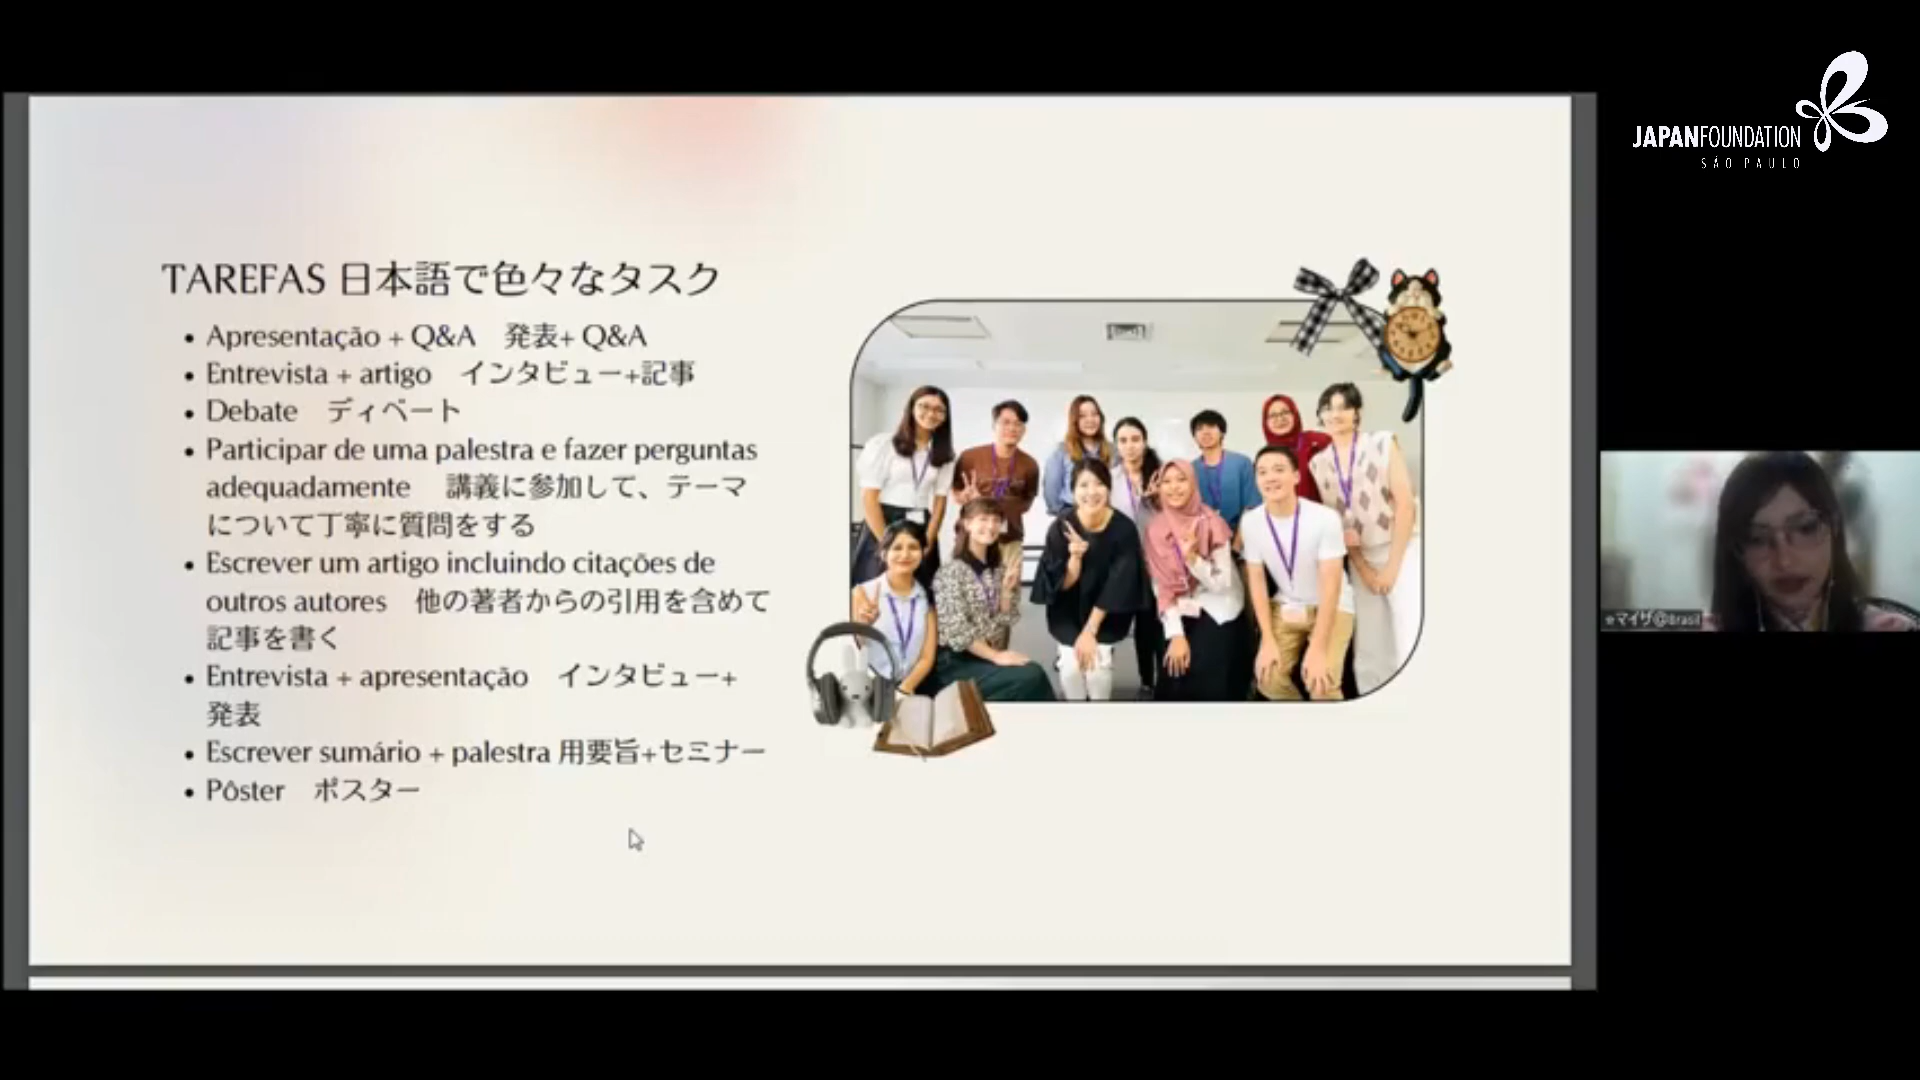 JAPANFOUNDATION
SÃO PAULO
TAREFAS 日本語で色々なタスク
• Apresentação + Q&A 発表+ Q&A
• Entrevista + artigo インタビュー+記事
• Debate ディベート
• Participar de uma palestra e fazer perguntas
adequadamente 講義に参加して、テーマ
について丁寧に質問をする
• Escrever um artigo incluindo citações de
outros autores 他の著者からの引用を含めて
記事を書く
• Entrevista + apresentação インタビュー+
発表
• Escrever sumário + palestra 用要旨+セミナー
• Pôster ポスター
マイザ@Brasil